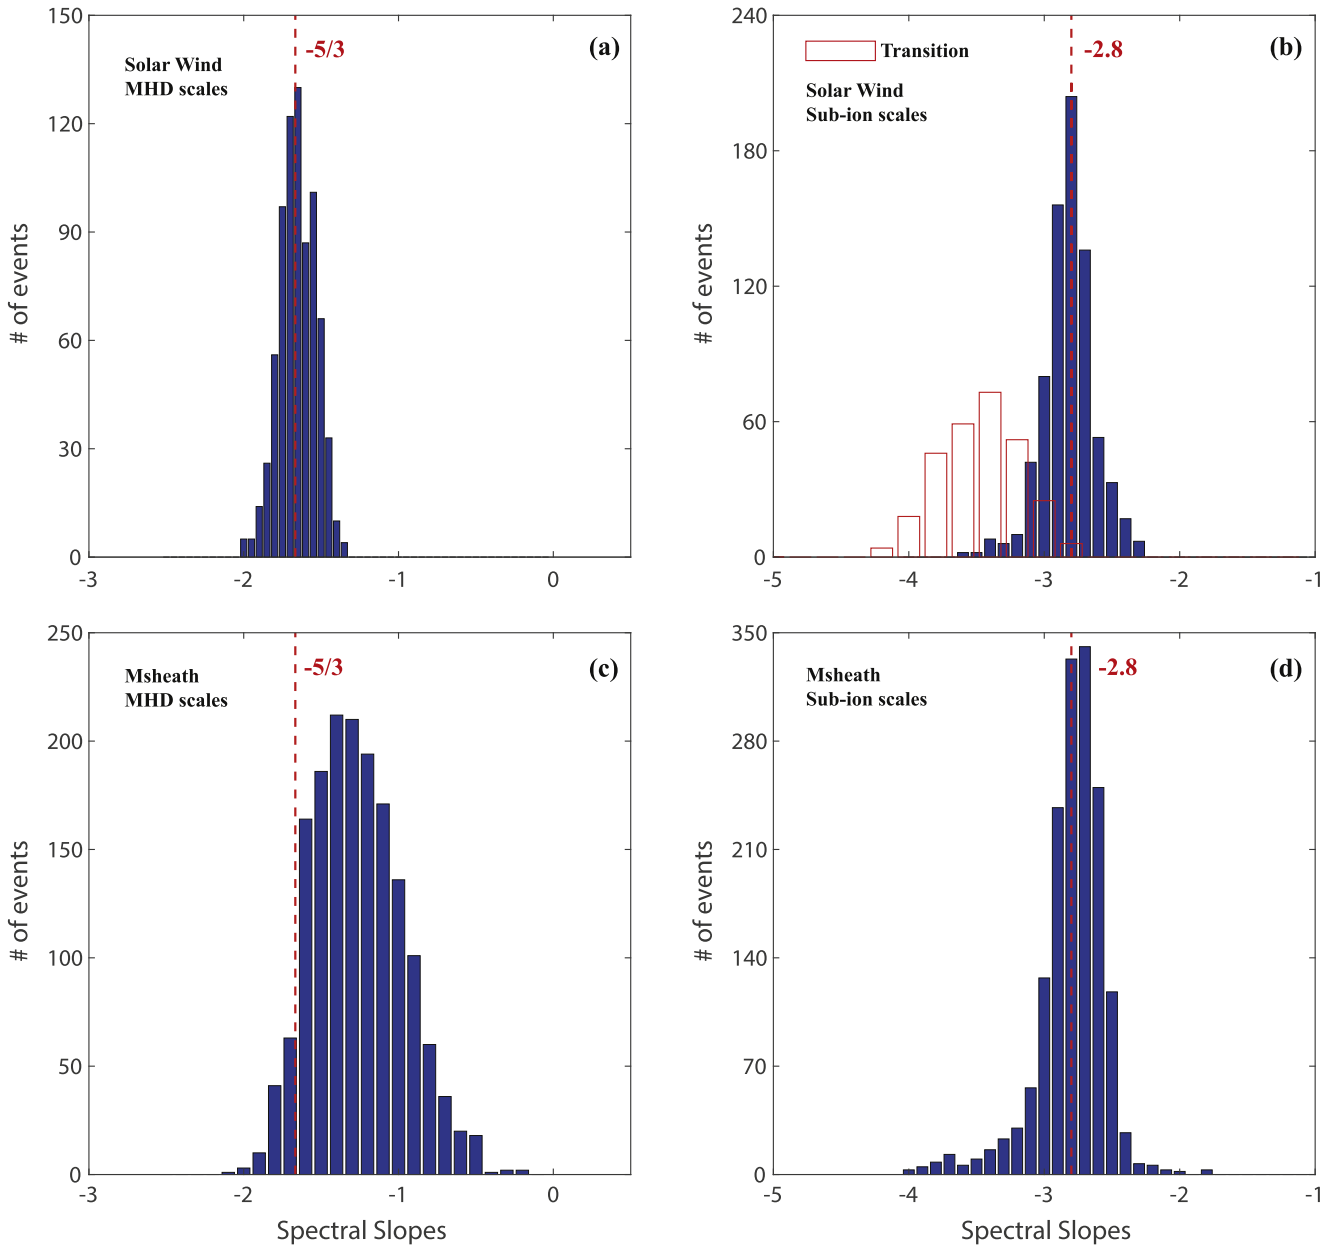 150
120
90
60
30
0
-3
-2
-1
0
# of events
Solar Wind
MHD scales
-5/3
(a)
240
180
120
60
0
-5
-4
-3
-2
-1
# of events
Transition
Solar Wind
Sub-ion scales
-2.8
(b)
250
200
150
100
50
0
-3
-2
-1
0
# of events
Spectral Slopes
Msheath
MHD scales
-5/3
(c)
350
280
210
140
70
0
-5
-4
-3
-2
-1
# of events
Spectral Slopes
Msheath
Sub-ion scales
-2.8
(d)